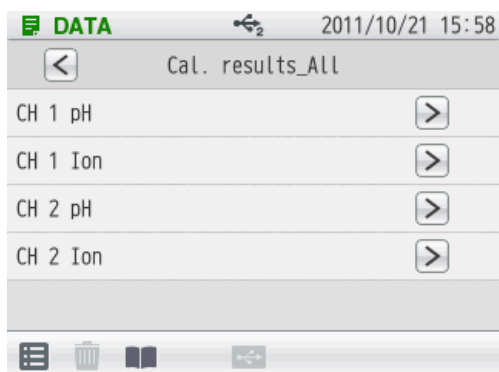 DATA 2 2011/10/21 15:58
Cal. results_All
CH 1 pH
CH 1 Ion
CH 2 pH
CH 2 Ion